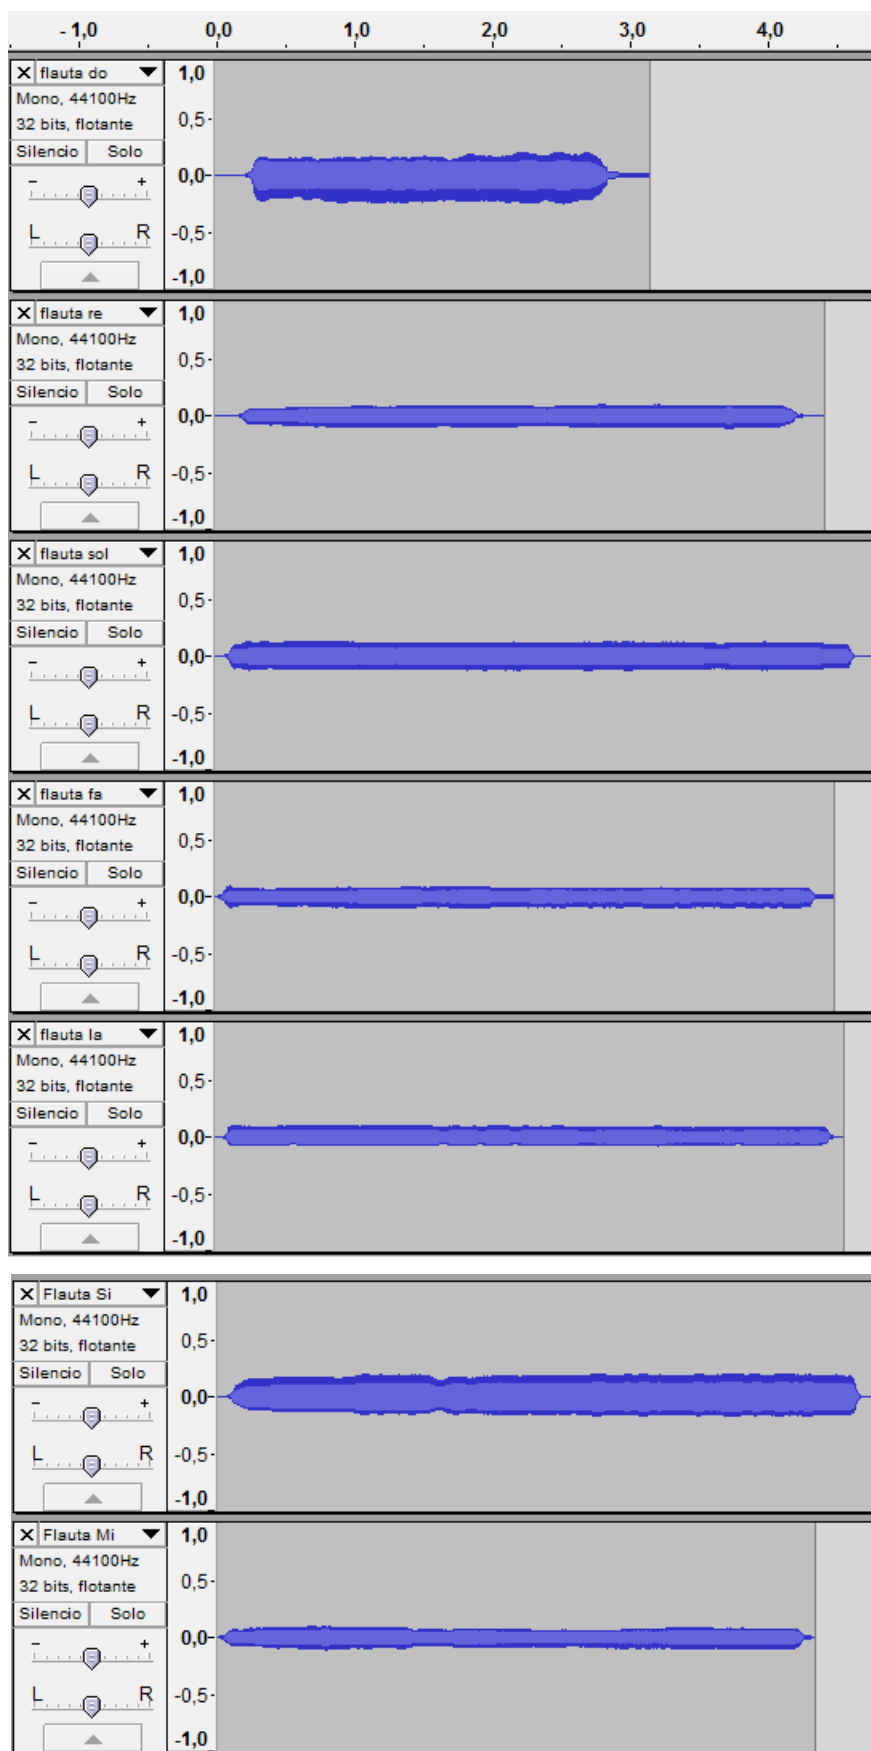 - 1,0 0,0 1,0 2,0 3,0 4,0
X flauta do ▼ 1,0
Mono, 44100Hz
32 bits, flotante 0,5-
Silencio Solo
0,0-
- +
L R -0,5-
-1,0
X flauta re ▼ 1,0
Mono, 44100Hz
32 bits, flotante 0,5-
Silencio Solo
0,0-
- +
L R -0,5-
-1,0
X flauta sol ▼ 1,0
Mono, 44100Hz
32 bits, flotante 0,5-
Silencio Solo
0,0-
- +
L R -0,5-
-1,0
X flauta fa ▼ 1,0
Mono, 44100Hz
32 bits, flotante 0,5-
Silencio Solo
0,0-
- +
L R -0,5-
-1,0
X flauta la ▼ 1,0
Mono, 44100Hz
32 bits, flotante 0,5-
Silencio Solo
0,0-
- +
L R -0,5-
-1,0
X Flauta Si ▼ 1,0
Mono, 44100Hz
32 bits, flotante 0,5-
Silencio Solo
0,0-
- +
L R -0,5-
-1,0
X Flauta Mi ▼ 1,0
Mono, 44100Hz
32 bits, flotante 0,5-
Silencio Solo
0,0-
- +
L R -0,5-
-1,0